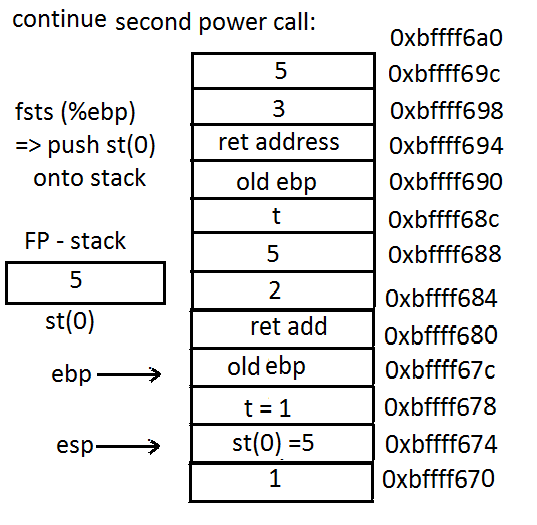 continue second power call:
0xbffff6a0
5 0xbffff69c
3 0xbffff698
fsts (%ebp)
=> push st(0)
onto stack
ret address 0xbffff694
old ebp 0xbffff690
t 0xbffff68c
FP - stack
5
st(0)
5 0xbffff688
2 0xbffff684
ret add 0xbffff680
ebp
old ebp 0xbffff67c
t = 1 0xbffff678
esp
st(0) =5 0xbffff674
1 0xbffff670